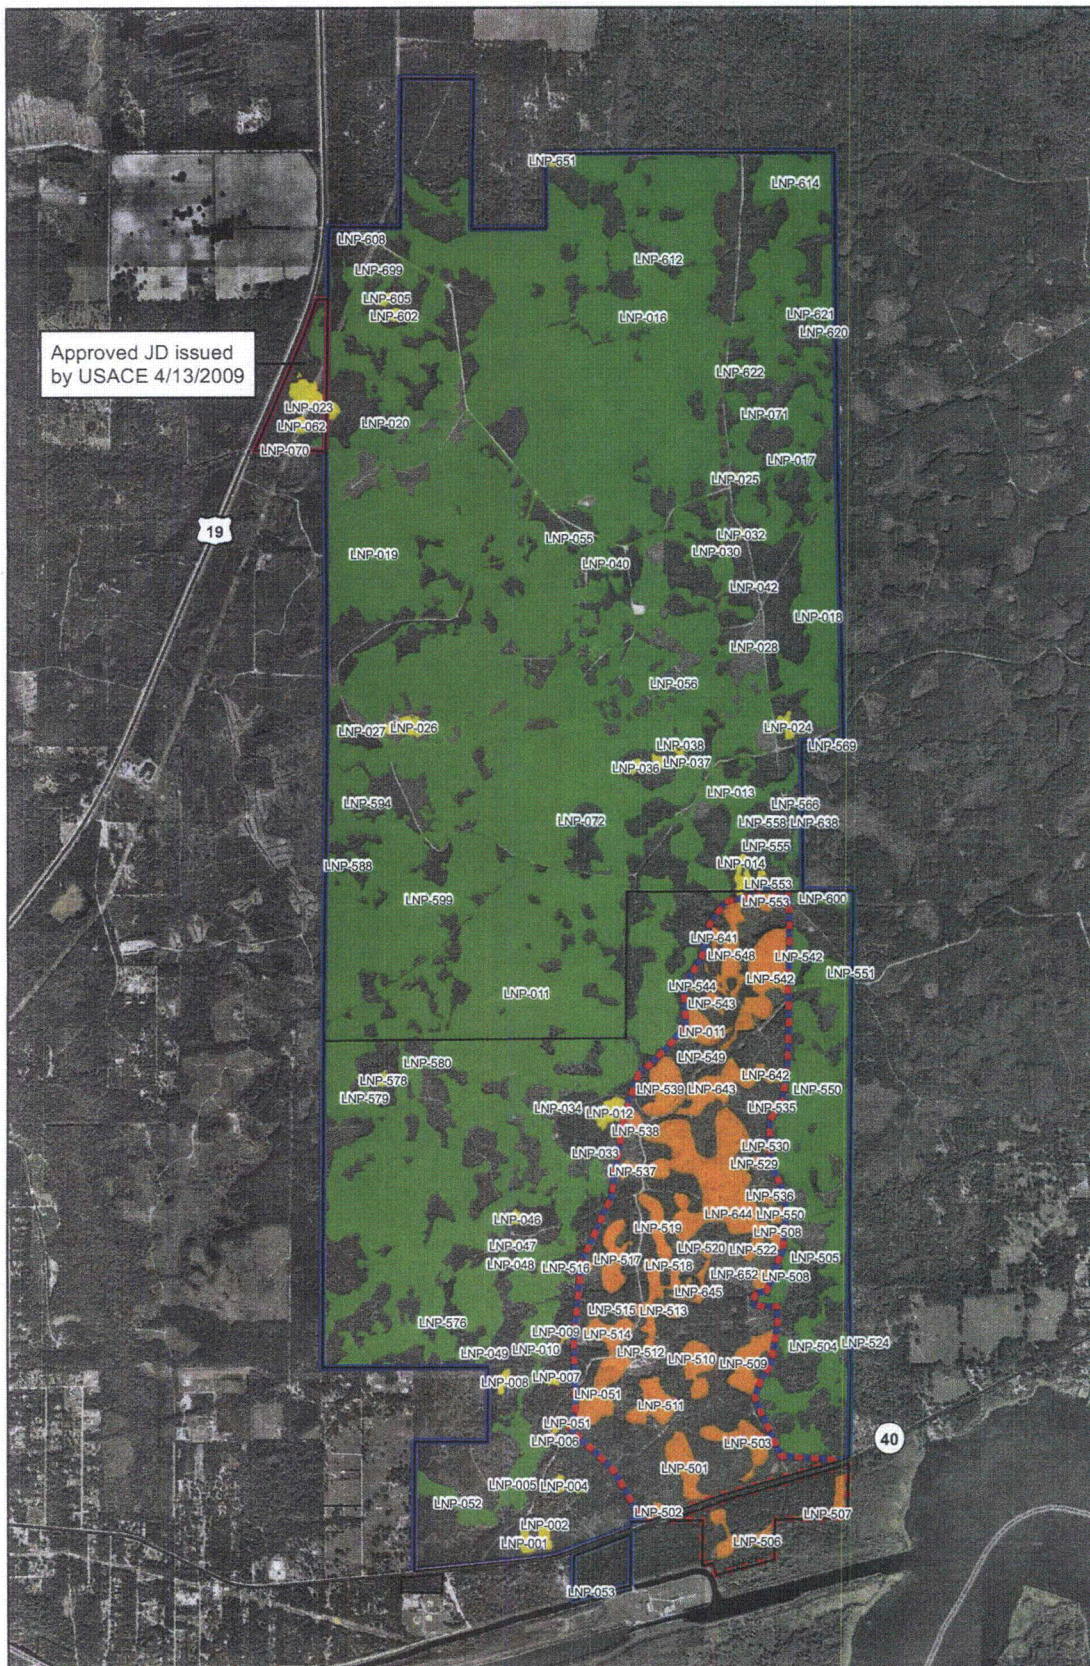 LNP-651
LNP-614
LNP-608
LNP-612
LNP-699
LNP-605
LNP-602
LNP-016
LNP-621
LNP-620
Approved JD issued
by USACE 4/13/2009
LNP-622
LNP-023
LNP-071
LNP-062
LNP-020
LNP-070
LNP-017
LNP-025
19
LNP-055
LNP-032
LNP-019
LNP-030
LNP-040
LNP-042
LNP-018
LNP-028
LNP-056
LNP-027
LNP-026
LNP-024
LNP-038
LNP-569
LNP-036
LNP-037
LNP-013
LNP-594
LNP-566
LNP-072
LNP-558
LNP-638
LNP-555
LNP-588
LNP-014
LNP-553
LNP-599
LNP-553
LNP-600
LNP-641
LNP-548
LNP-542
LNP-551
LNP-544
LNP-542
LNP-011
LNP-543
LNP-011
LNP-549
LNP-580
LNP-578
LNP-642
LNP-579
LNP-539
LNP-643
LNP-550
LNP-034
LNP-012
LNP-535
LNP-538
LNP-033
LNP-530
LNP-537
LNP-529
LNP-536
LNP-046
LNP-644
LNP-550
LNP-519
LNP-508
LNP-047
LNP-520
LNP-522
LNP-048
LNP-516
LNP-517
LNP-518
LNP-505
LNP-652
LNP-508
LNP-645
LNP-515
LNP-513
LNP-576
LNP-009
LNP-514
LNP-504
LNP-524
LNP-049
LNP-010
LNP-512
LNP-510
LNP-509
LNP-008
LNP-007
LNP-051
LNP-511
LNP-051
LNP-006
LNP-503
40
LNP-501
LNP-005
LNP-004
LNP-052
LNP-502
LNP-507
LNP-002
LNP-001
LNP-506
LNP-053